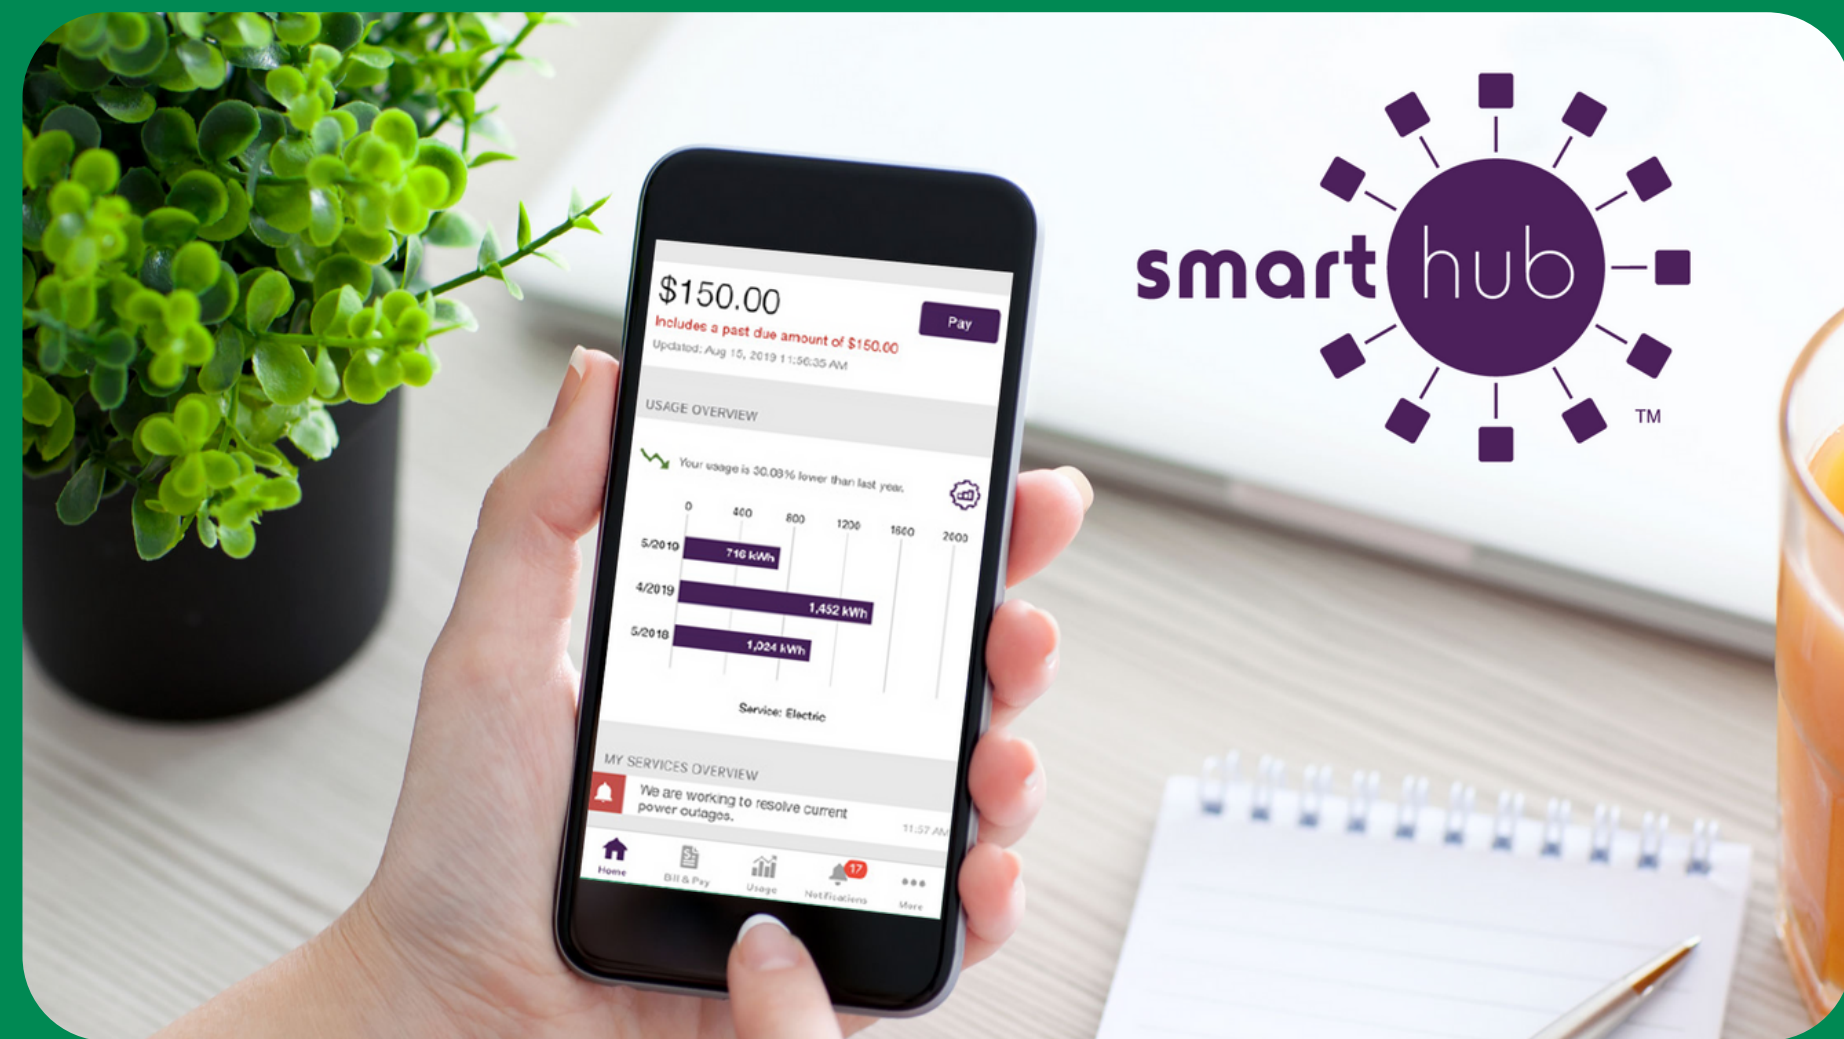 smart hub
TM
$150.00
Pay
Includes a past due amount of $150.00
Updated: Aug 15, 2019 11:56:35 AM
USAGE OVERVIEW
Your usage is 30.08% lower than last year.
0 400 800 1200 1600 2000
5/2019 716 kWh
4/2019 1,452 kWh
5/2018 1,024 kWh
Service: Electric
MY SERVICES OVERVIEW
We are working to resolve current
power outages.
11:57 AM
17
Home Bill & Pay Usage Notifications More